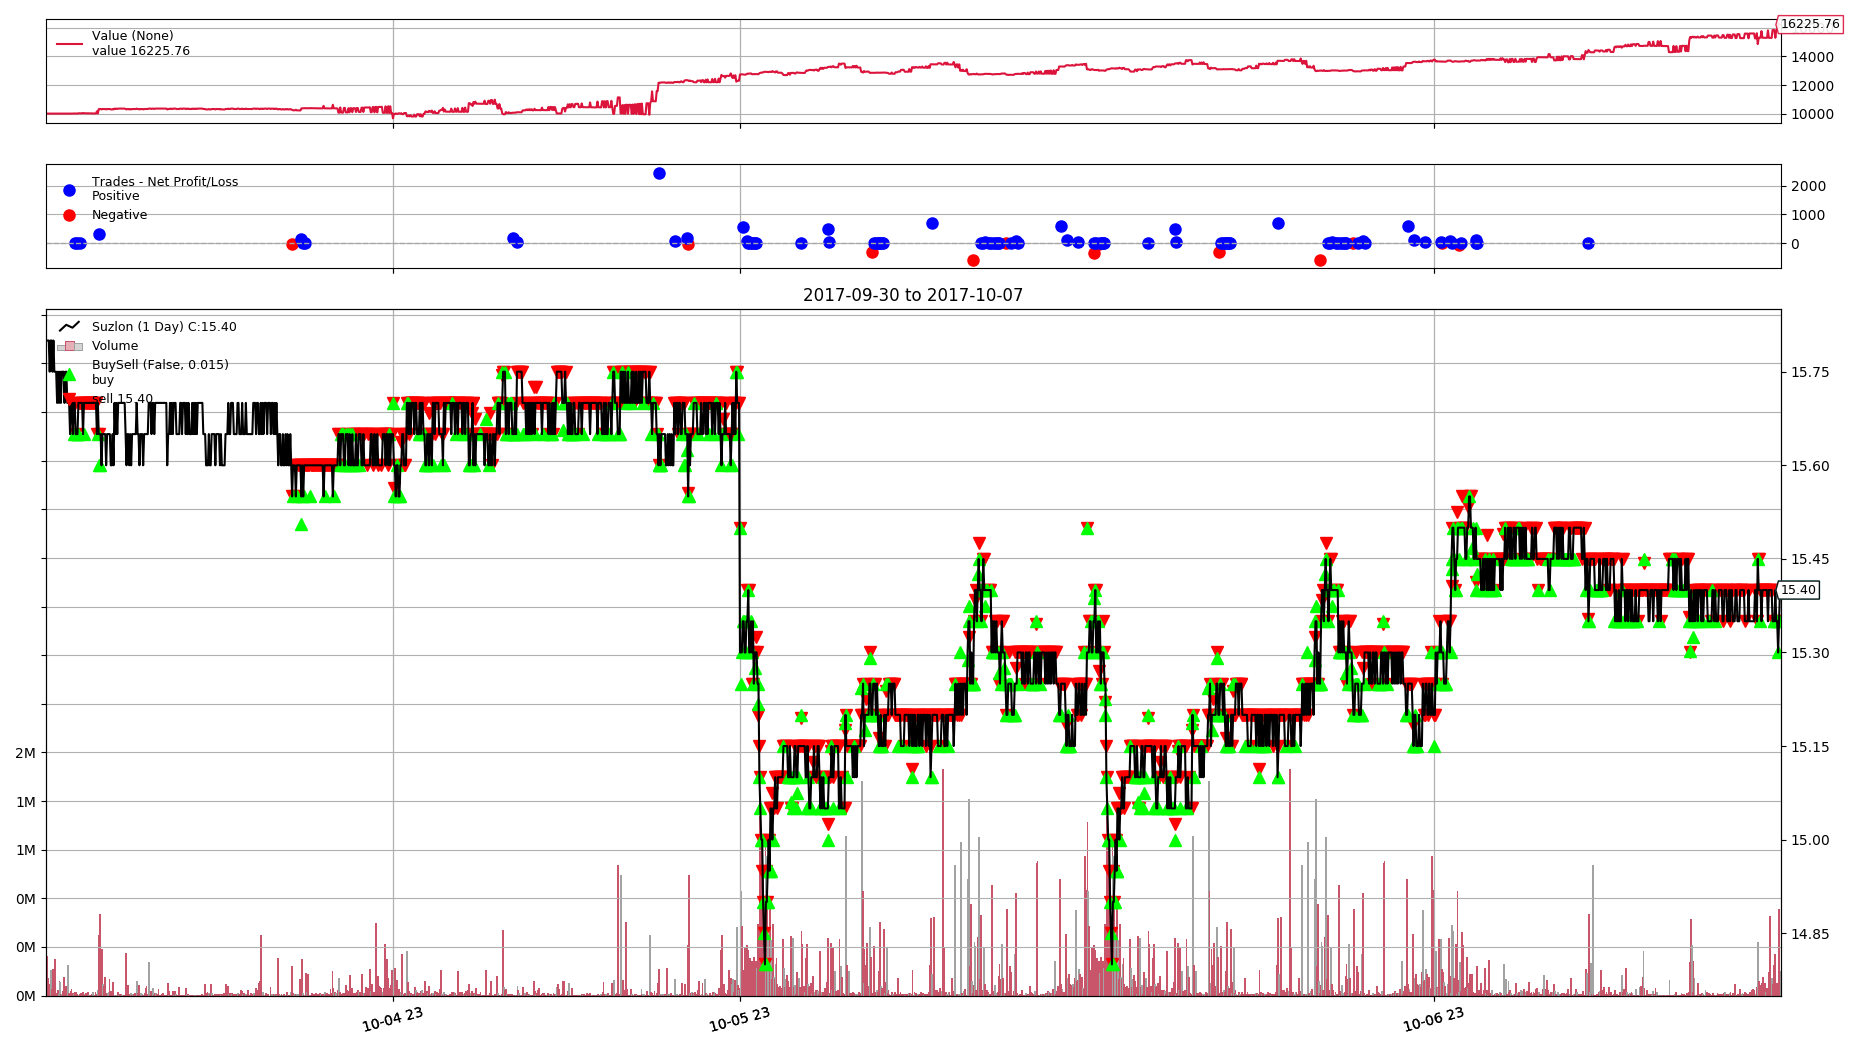 Value (None)
value 16225.76
16225.76
14000
12000
10000
Trades - Net Profit/Loss
Positive
Negative
2000
1000
0
2017-09-30 to 2017-10-07
Suzlon (1 Day) C:15.40
Volume
BuySell (False, 0.015)
buy
sell 15.40
15.75
15.60
15.45
15.40
15.30
15.15
15.00
14.85
2M
1M
1M
0M
0M
0M
10-04 23
10-05 23
10-06 23